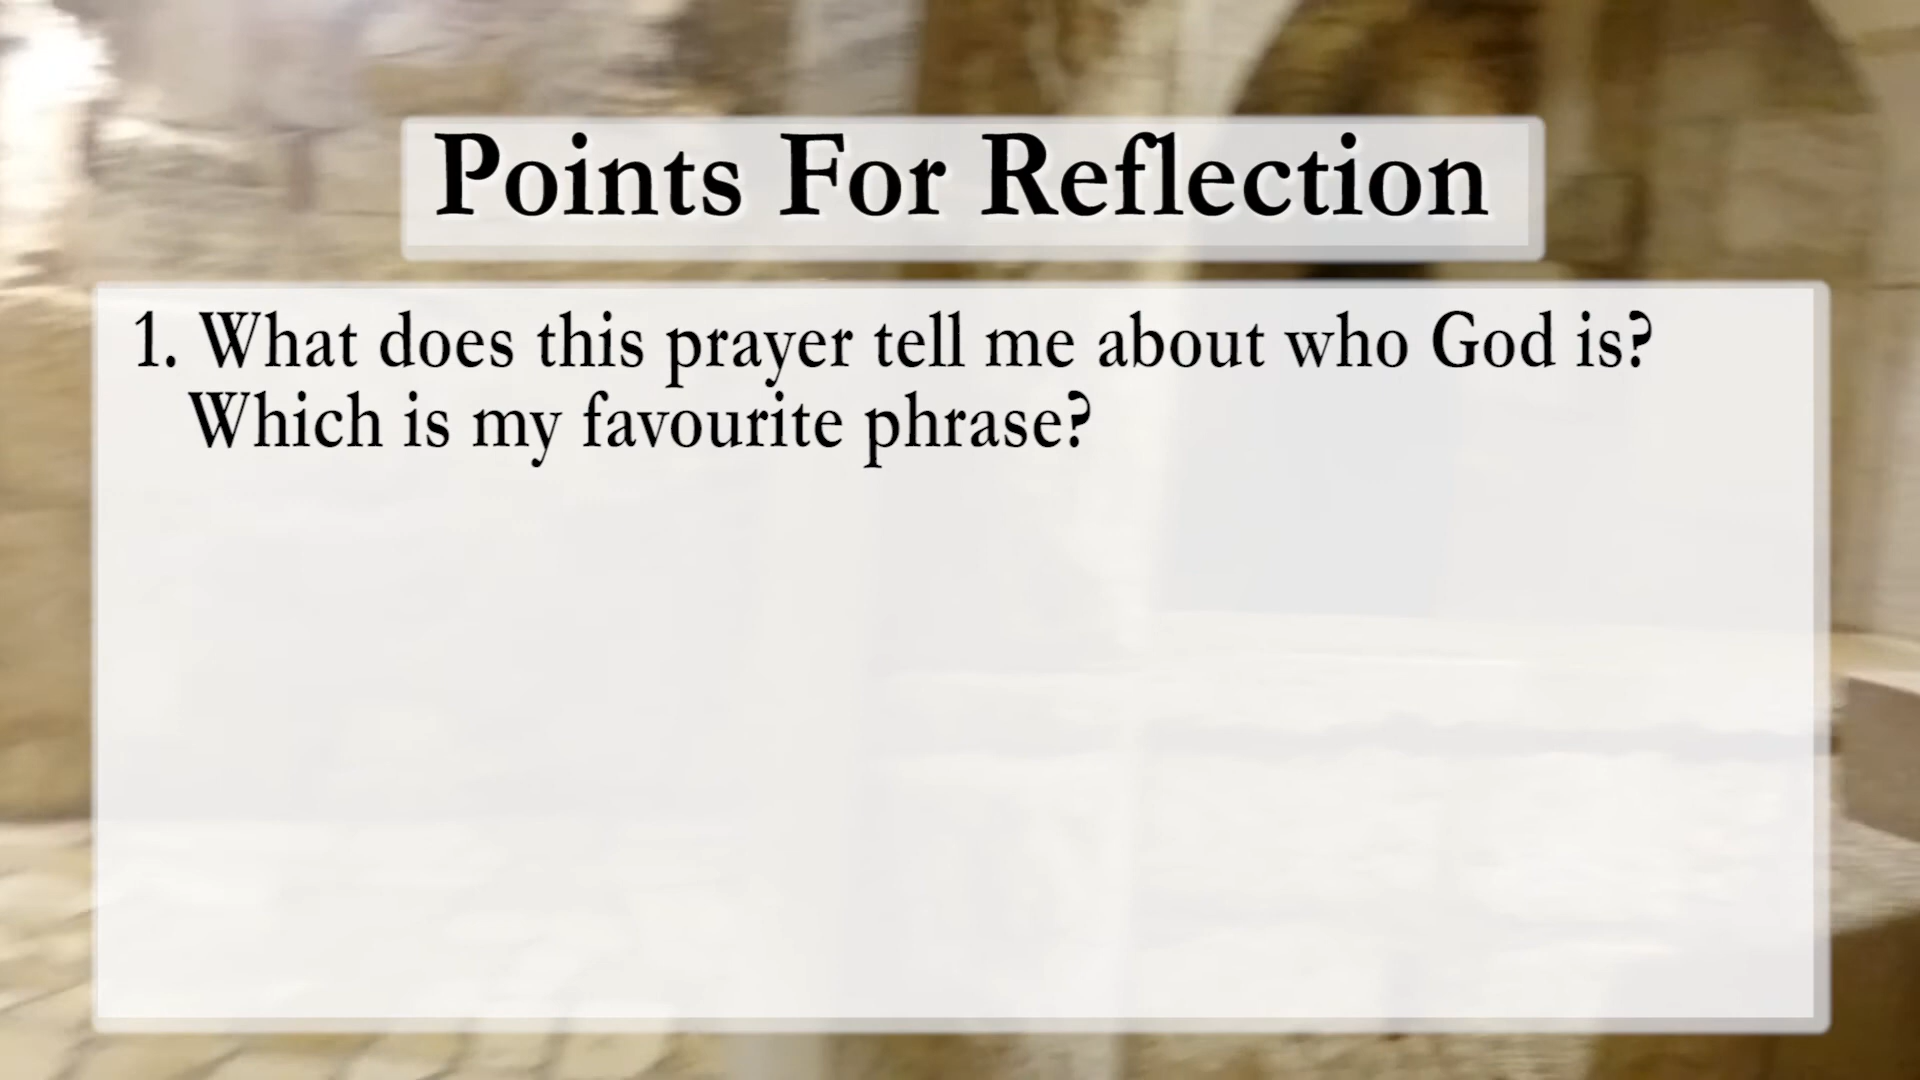 Points For Reflection
1. What does this prayer tell me about who God is?
Which is my favourite phrase?